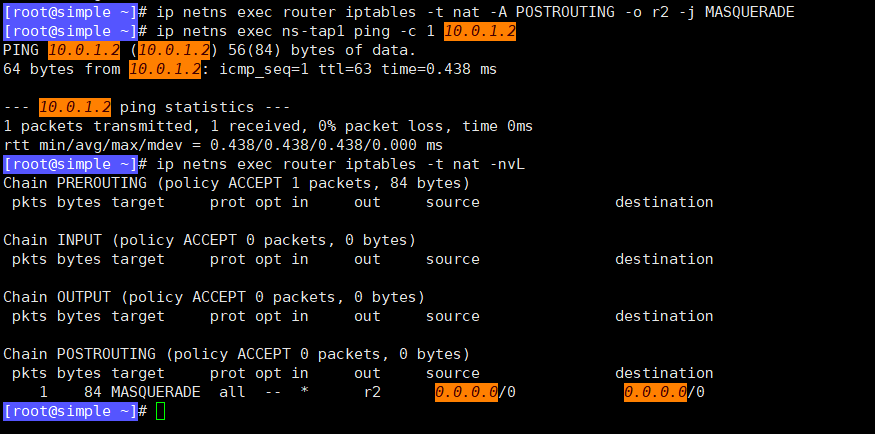 [root@simple ~]# ip netns exec router iptables -t nat -A POSTROUTING -o r2 -j MASQUERADE
[root@simple ~]# ip netns exec ns-tap1 ping -c 1 10.0.1.2
PING 10.0.1.2 (10.0.1.2) 56(84) bytes of data.
64 bytes from 10.0.1.2: icmp_seq=1 ttl=63 time=0.438 ms
--- 10.0.1.2 ping statistics ---
1 packets transmitted, 1 received, 0% packet loss, time 0ms
rtt min/avg/max/mdev = 0.438/0.438/0.438/0.000 ms
[root@simple ~]# ip netns exec router iptables -t nat -nvL
Chain PREROUTING (policy ACCEPT 1 packets, 84 bytes)
pkts bytes target prot opt in out source destination
Chain INPUT (policy ACCEPT 0 packets, 0 bytes)
pkts bytes target prot opt in out source destination
Chain OUTPUT (policy ACCEPT 0 packets, 0 bytes)
pkts bytes target prot opt in out source destination
Chain POSTROUTING (policy ACCEPT 0 packets, 0 bytes)
pkts bytes target prot opt in out source destination
1 84 MASQUERADE all -- * r2 0.0.0.0/0 0.0.0.0/0
[root@simple ~]#